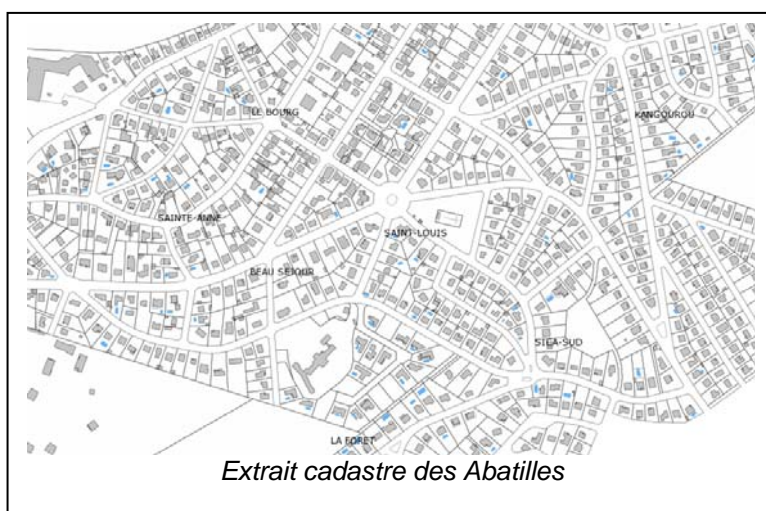 LE BOURG
KANGOUROU
SAINTE-ANNE
SAINT-LOUIS
BEAU SEJOUR
SICA-SUD
LA FORET
Extrait cadastre des Abatilles